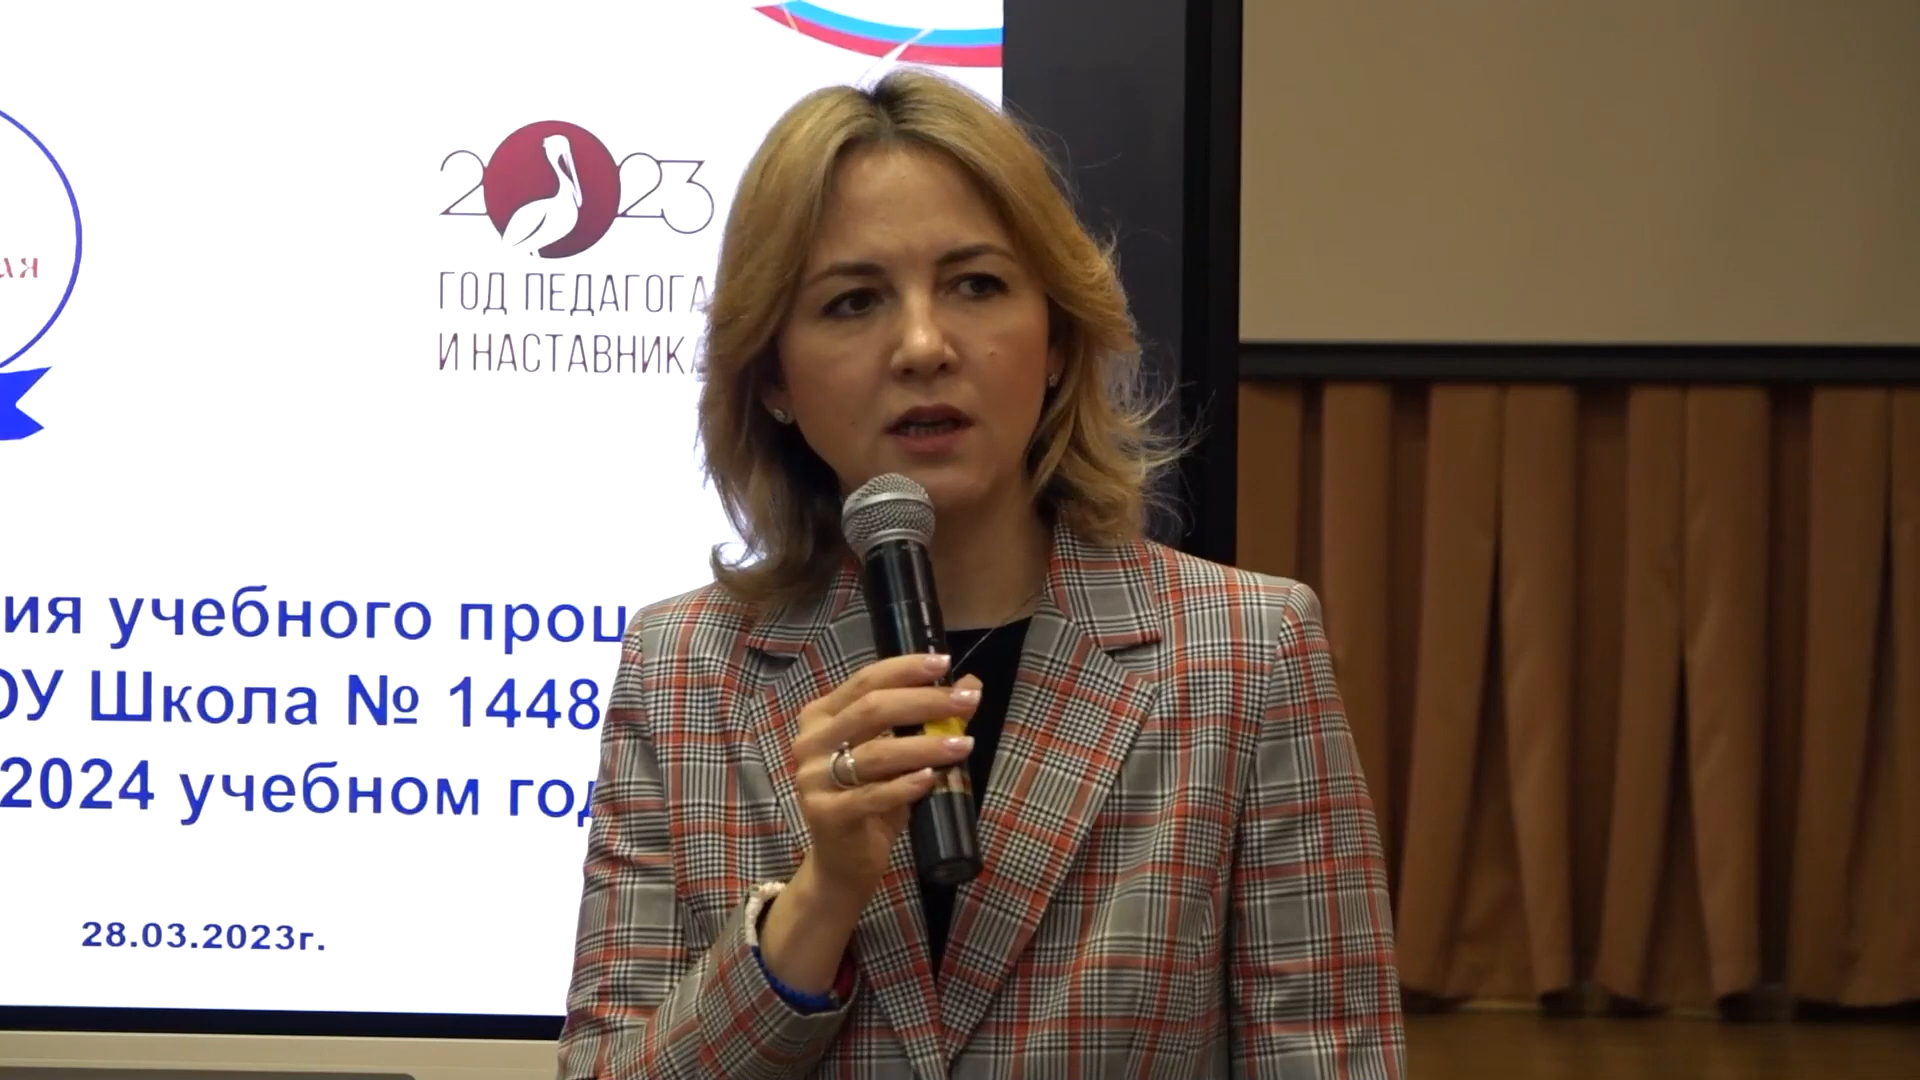 2023
ГОД ПЕДАГОГА
И НАСТАВНИКА
ая
ия учебного проц
ОУ Школа № 1448
2024 учебном год
28.03.2023г.